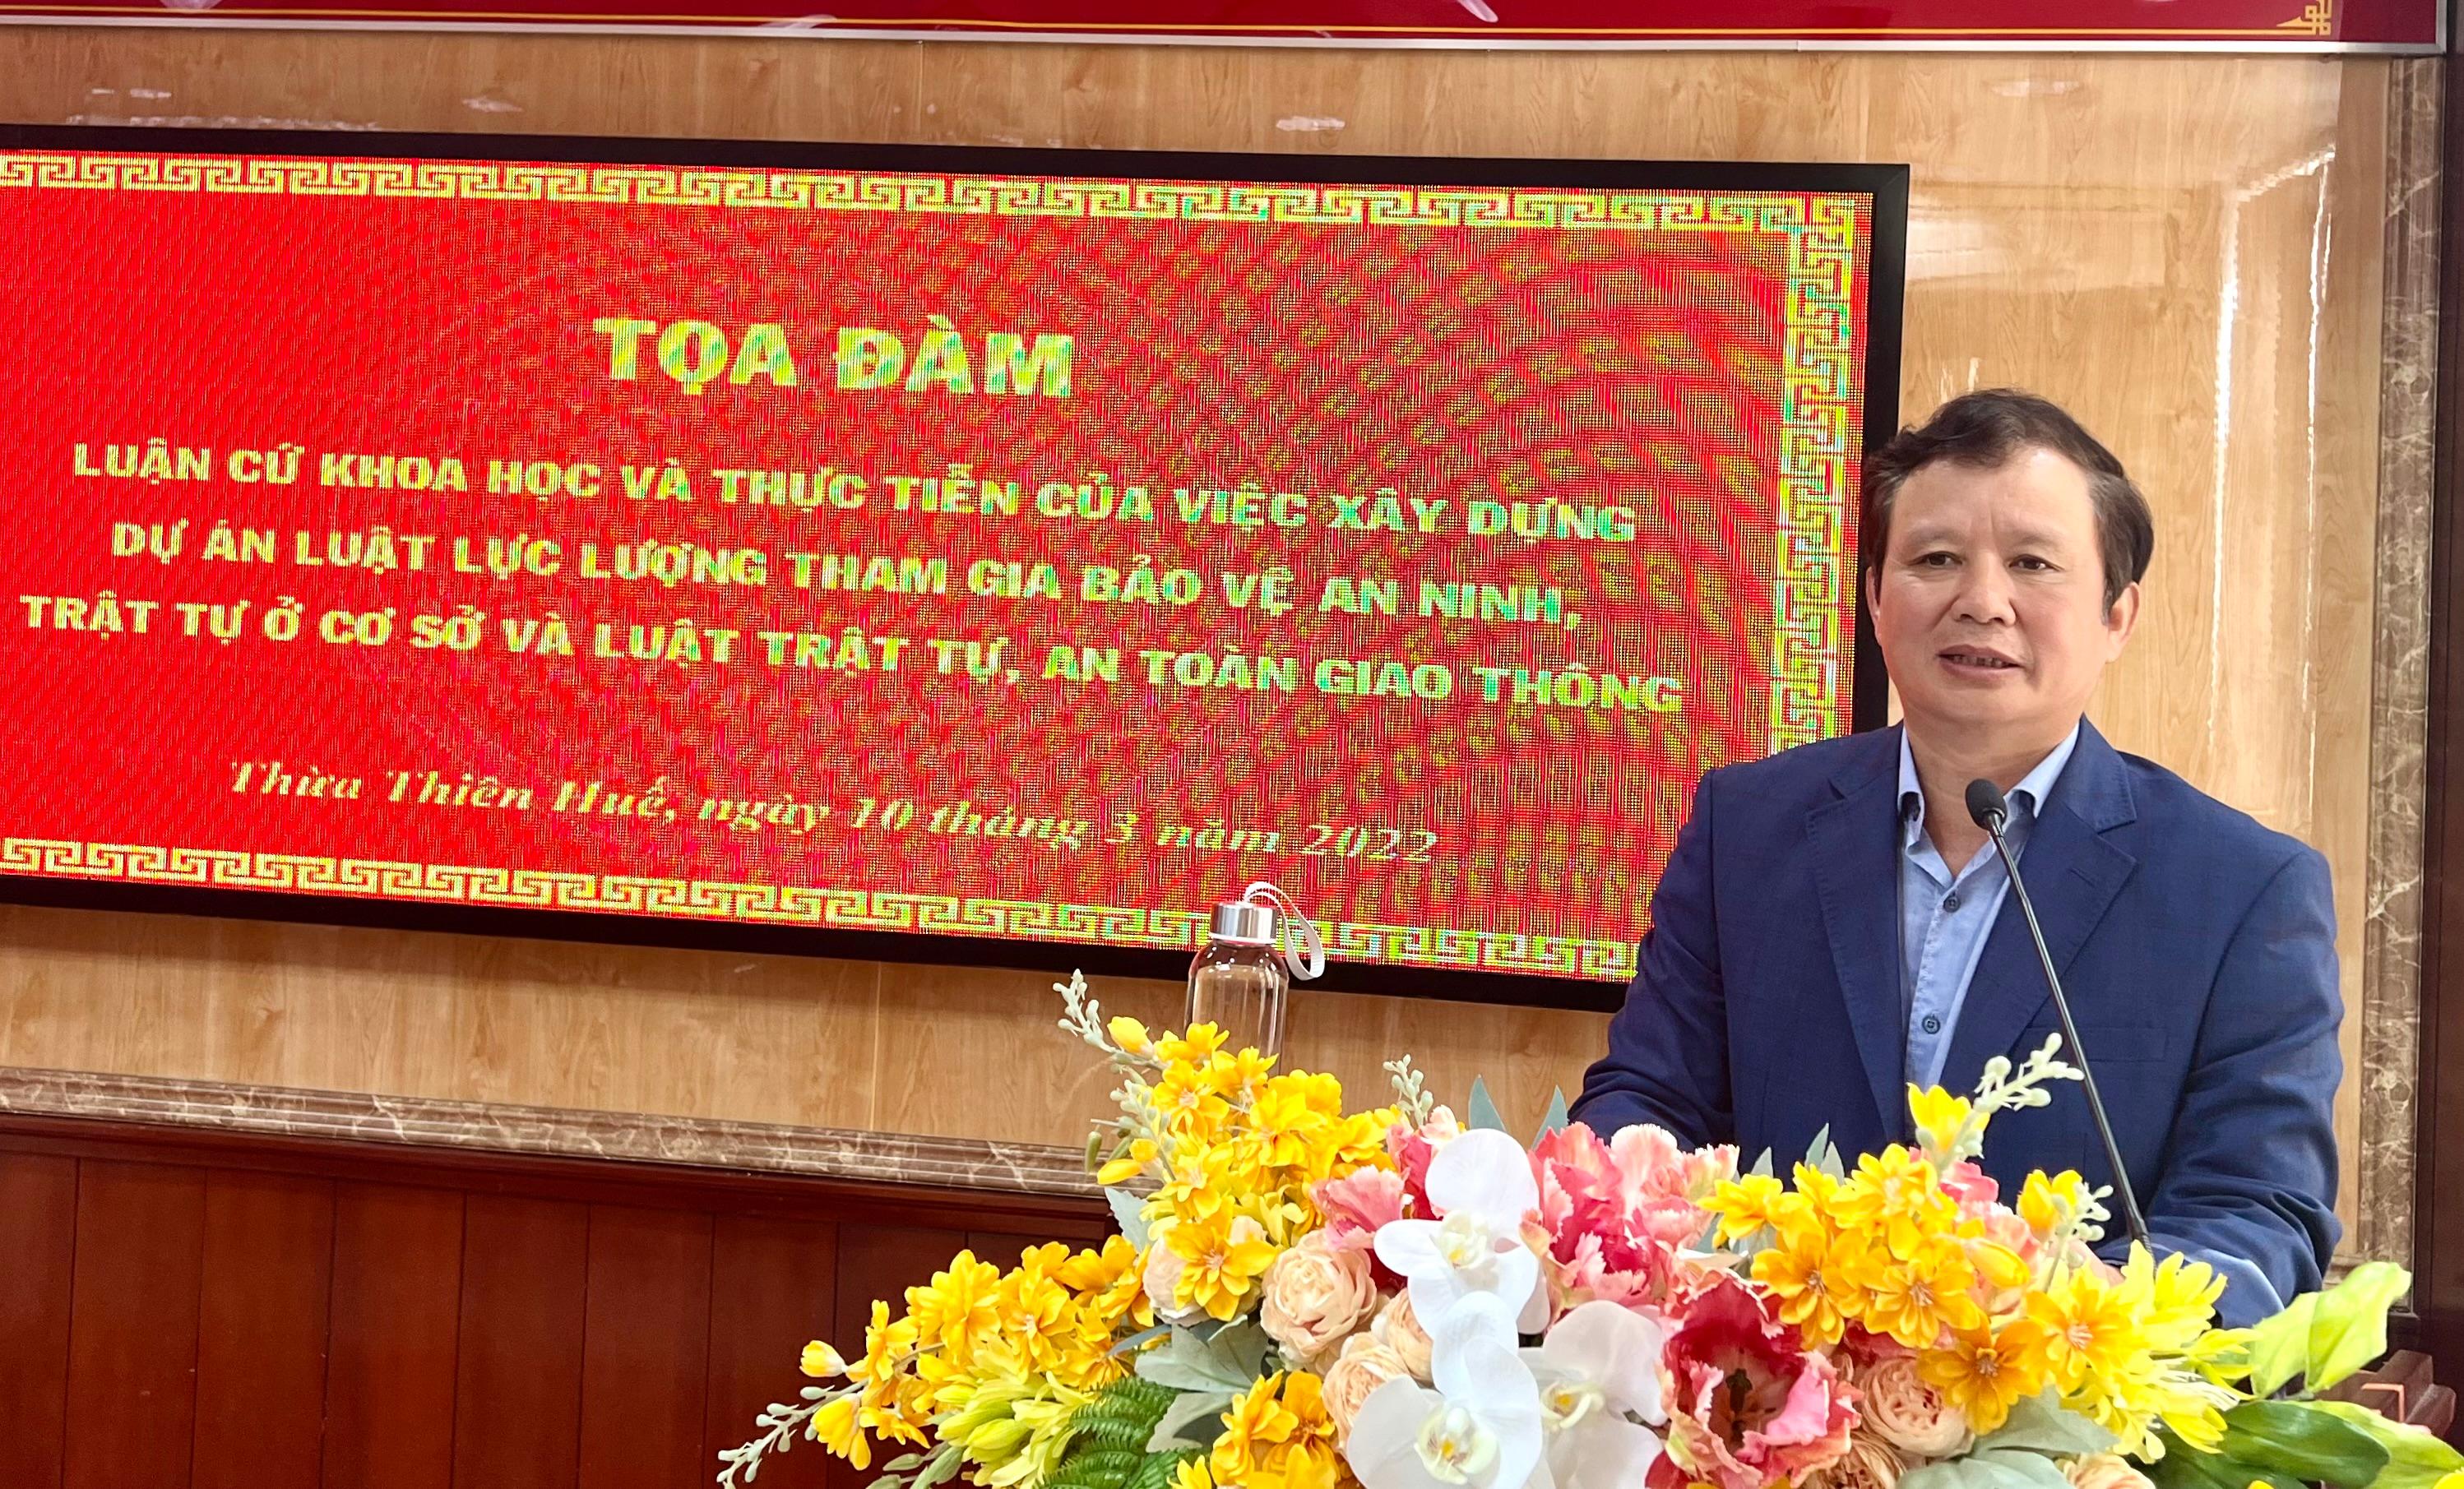 TỌA ĐÀM
LUẬN CỨ KHOA HỌC VÀ THỰC TIỄN CỦA VIỆC XÂY DỰNG
DỰ ÁN LUẬT LỰC LƯỢNG THAM GIA BẢO VỆ AN NINH,
TRẬT TỰ Ở CƠ SỞ VÀ LUẬT TRẬT TỰ, AN TOÀN GIAO THÔNG
Thừa Thiên Huế, ngày 10 tháng 3 năm 2022